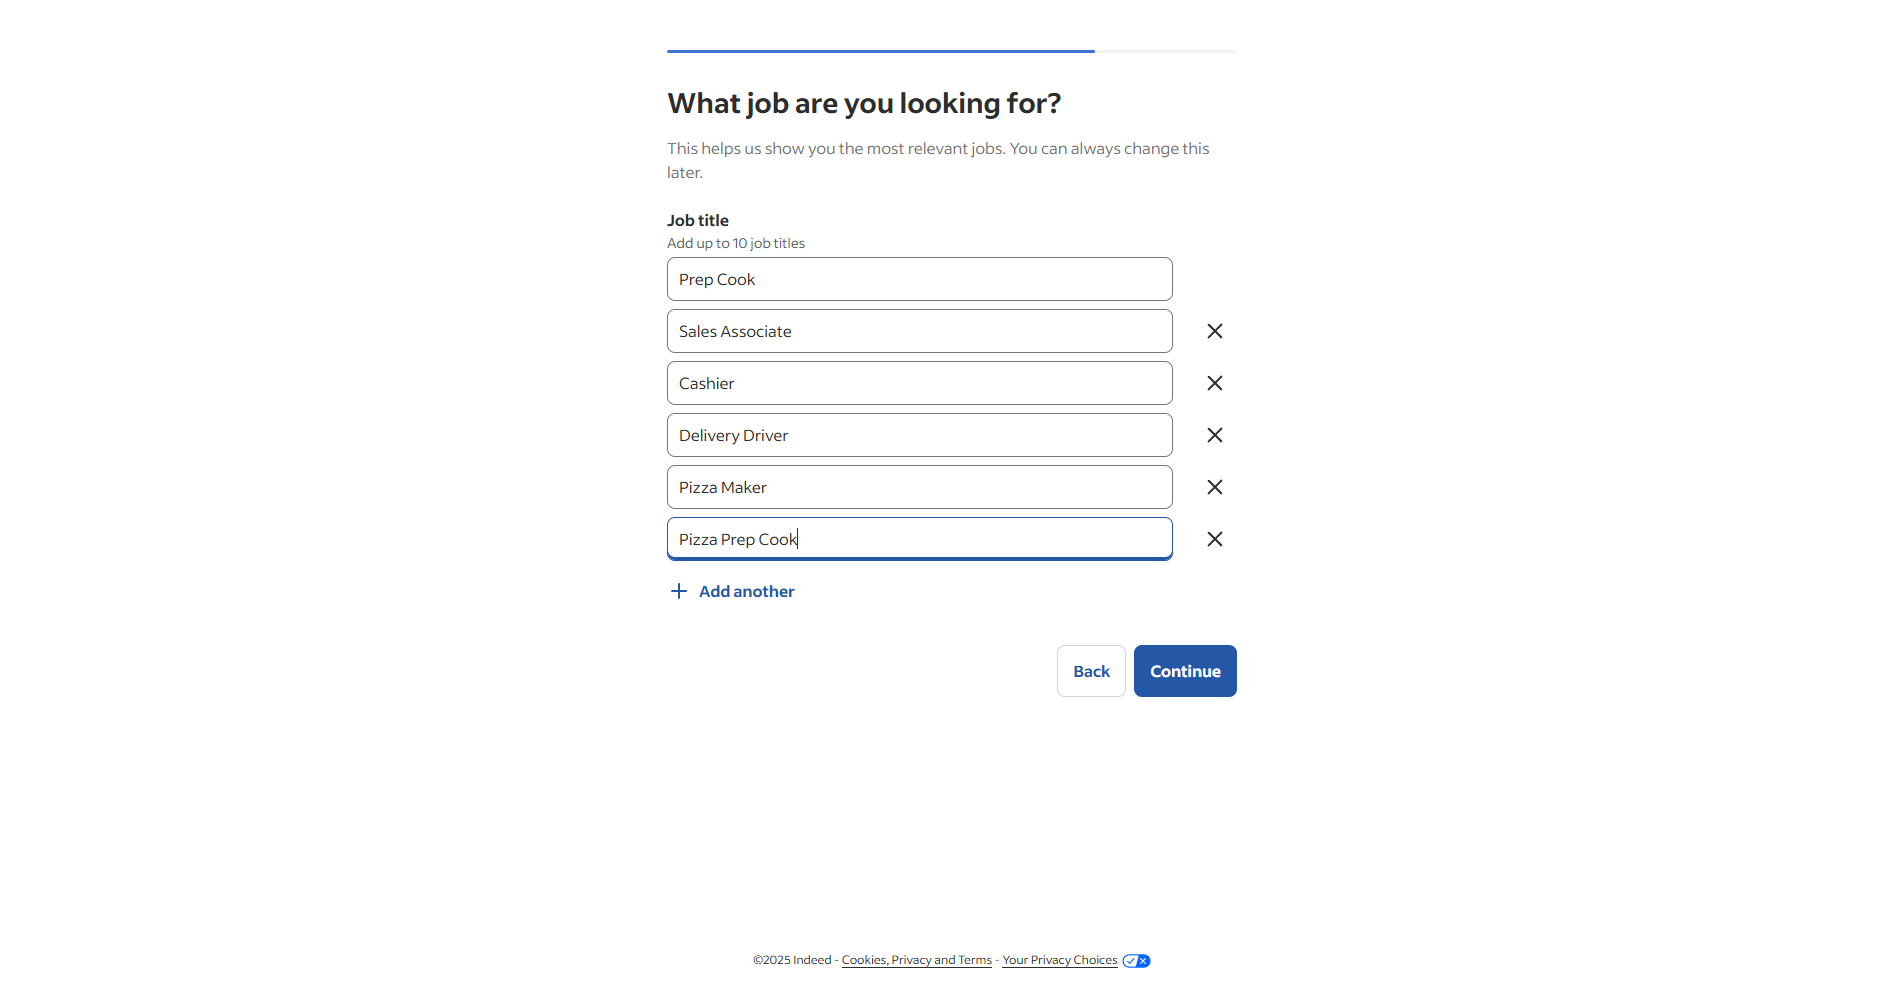 What job are you looking for?
This helps us show you the most relevant jobs. You can always change this
later.
Job title
Add up to 10 job titles
Prep Cook
Sales Associate
Cashier
Delivery Driver
Pizza Maker
Pizza Prep Cook
Add another
Back
Continue
©2025 Indeed - Cookies, Privacy and Terms - Your Privacy Choices